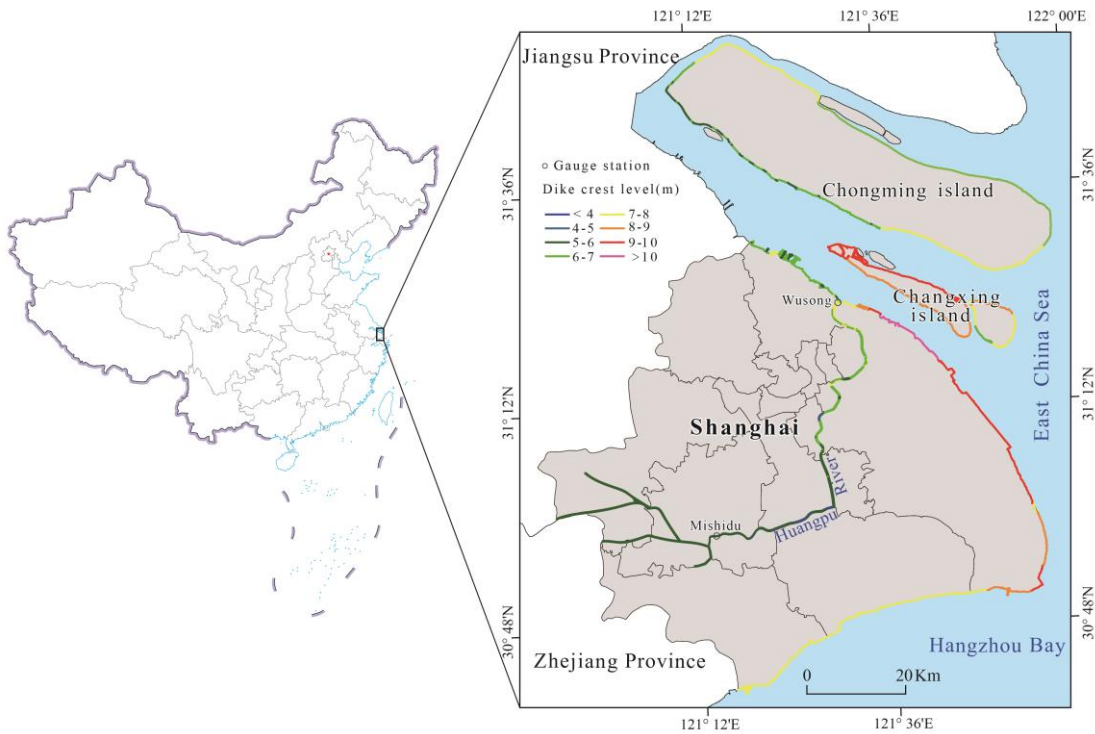 121° 12'E
121° 36'E
122° 00'E
Jiangsu Province
31° 36'N
31° 36'N
Gauge station
Dike crest level(m)
< 4
7-8
4-5
8-9
5-6
9-10
6-7
>10
Chongming island
Wusong
Changxing
island
East China Sea
31° 12'N
31° 12'N
Shanghai
River
Huangpu
Mishidu
30° 48'N
30° 48'N
Hangzhou Bay
Zhejiang Province
0
20 Km
121° 12'E
121° 36'E